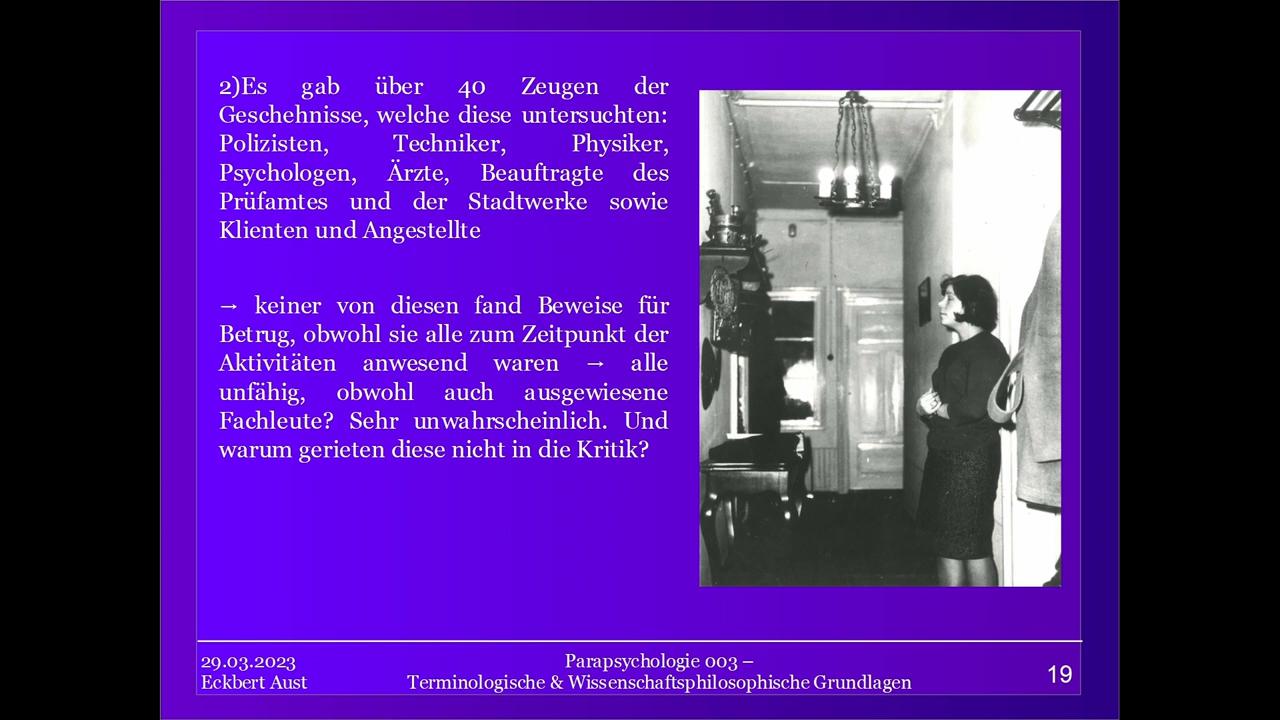 2)Es gab über 40 Zeugen der
Geschehnisse, welche diese untersuchten:
Polizisten, Techniker, Physiker,
Psychologen, Ärzte, Beauftragte des
Prüfamtes und der Stadtwerke sowie
Klienten und Angestellte
→ keiner von diesen fand Beweise für
Betrug, obwohl sie alle zum Zeitpunkt der
Aktivitäten anwesend waren → alle
unfähig, obwohl auch ausgewiesene
Fachleute? Sehr unwahrscheinlich. Und
warum gerieten diese nicht in die Kritik?
29.03.2023
Eckbert Aust
Parapsychologie 003 –
Terminologische & Wissenschaftsphilosophische Grundlagen
19